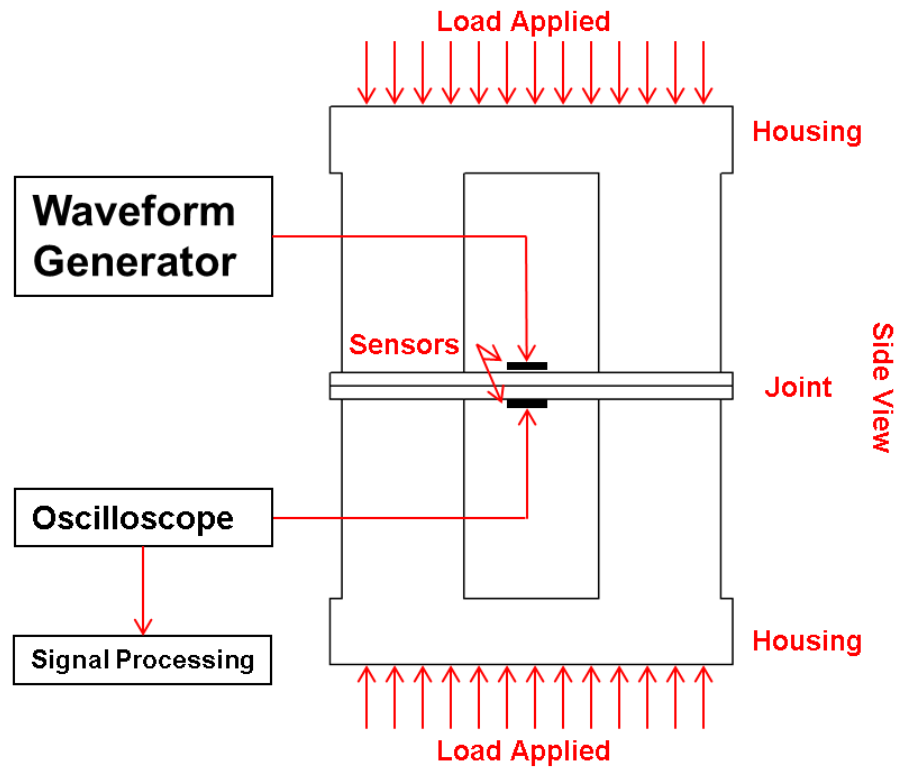 Load Applied
Housing
Waveform
Generator
Sensors
Side View
Joint
Oscilloscope
Signal Processing
Housing
Load Applied